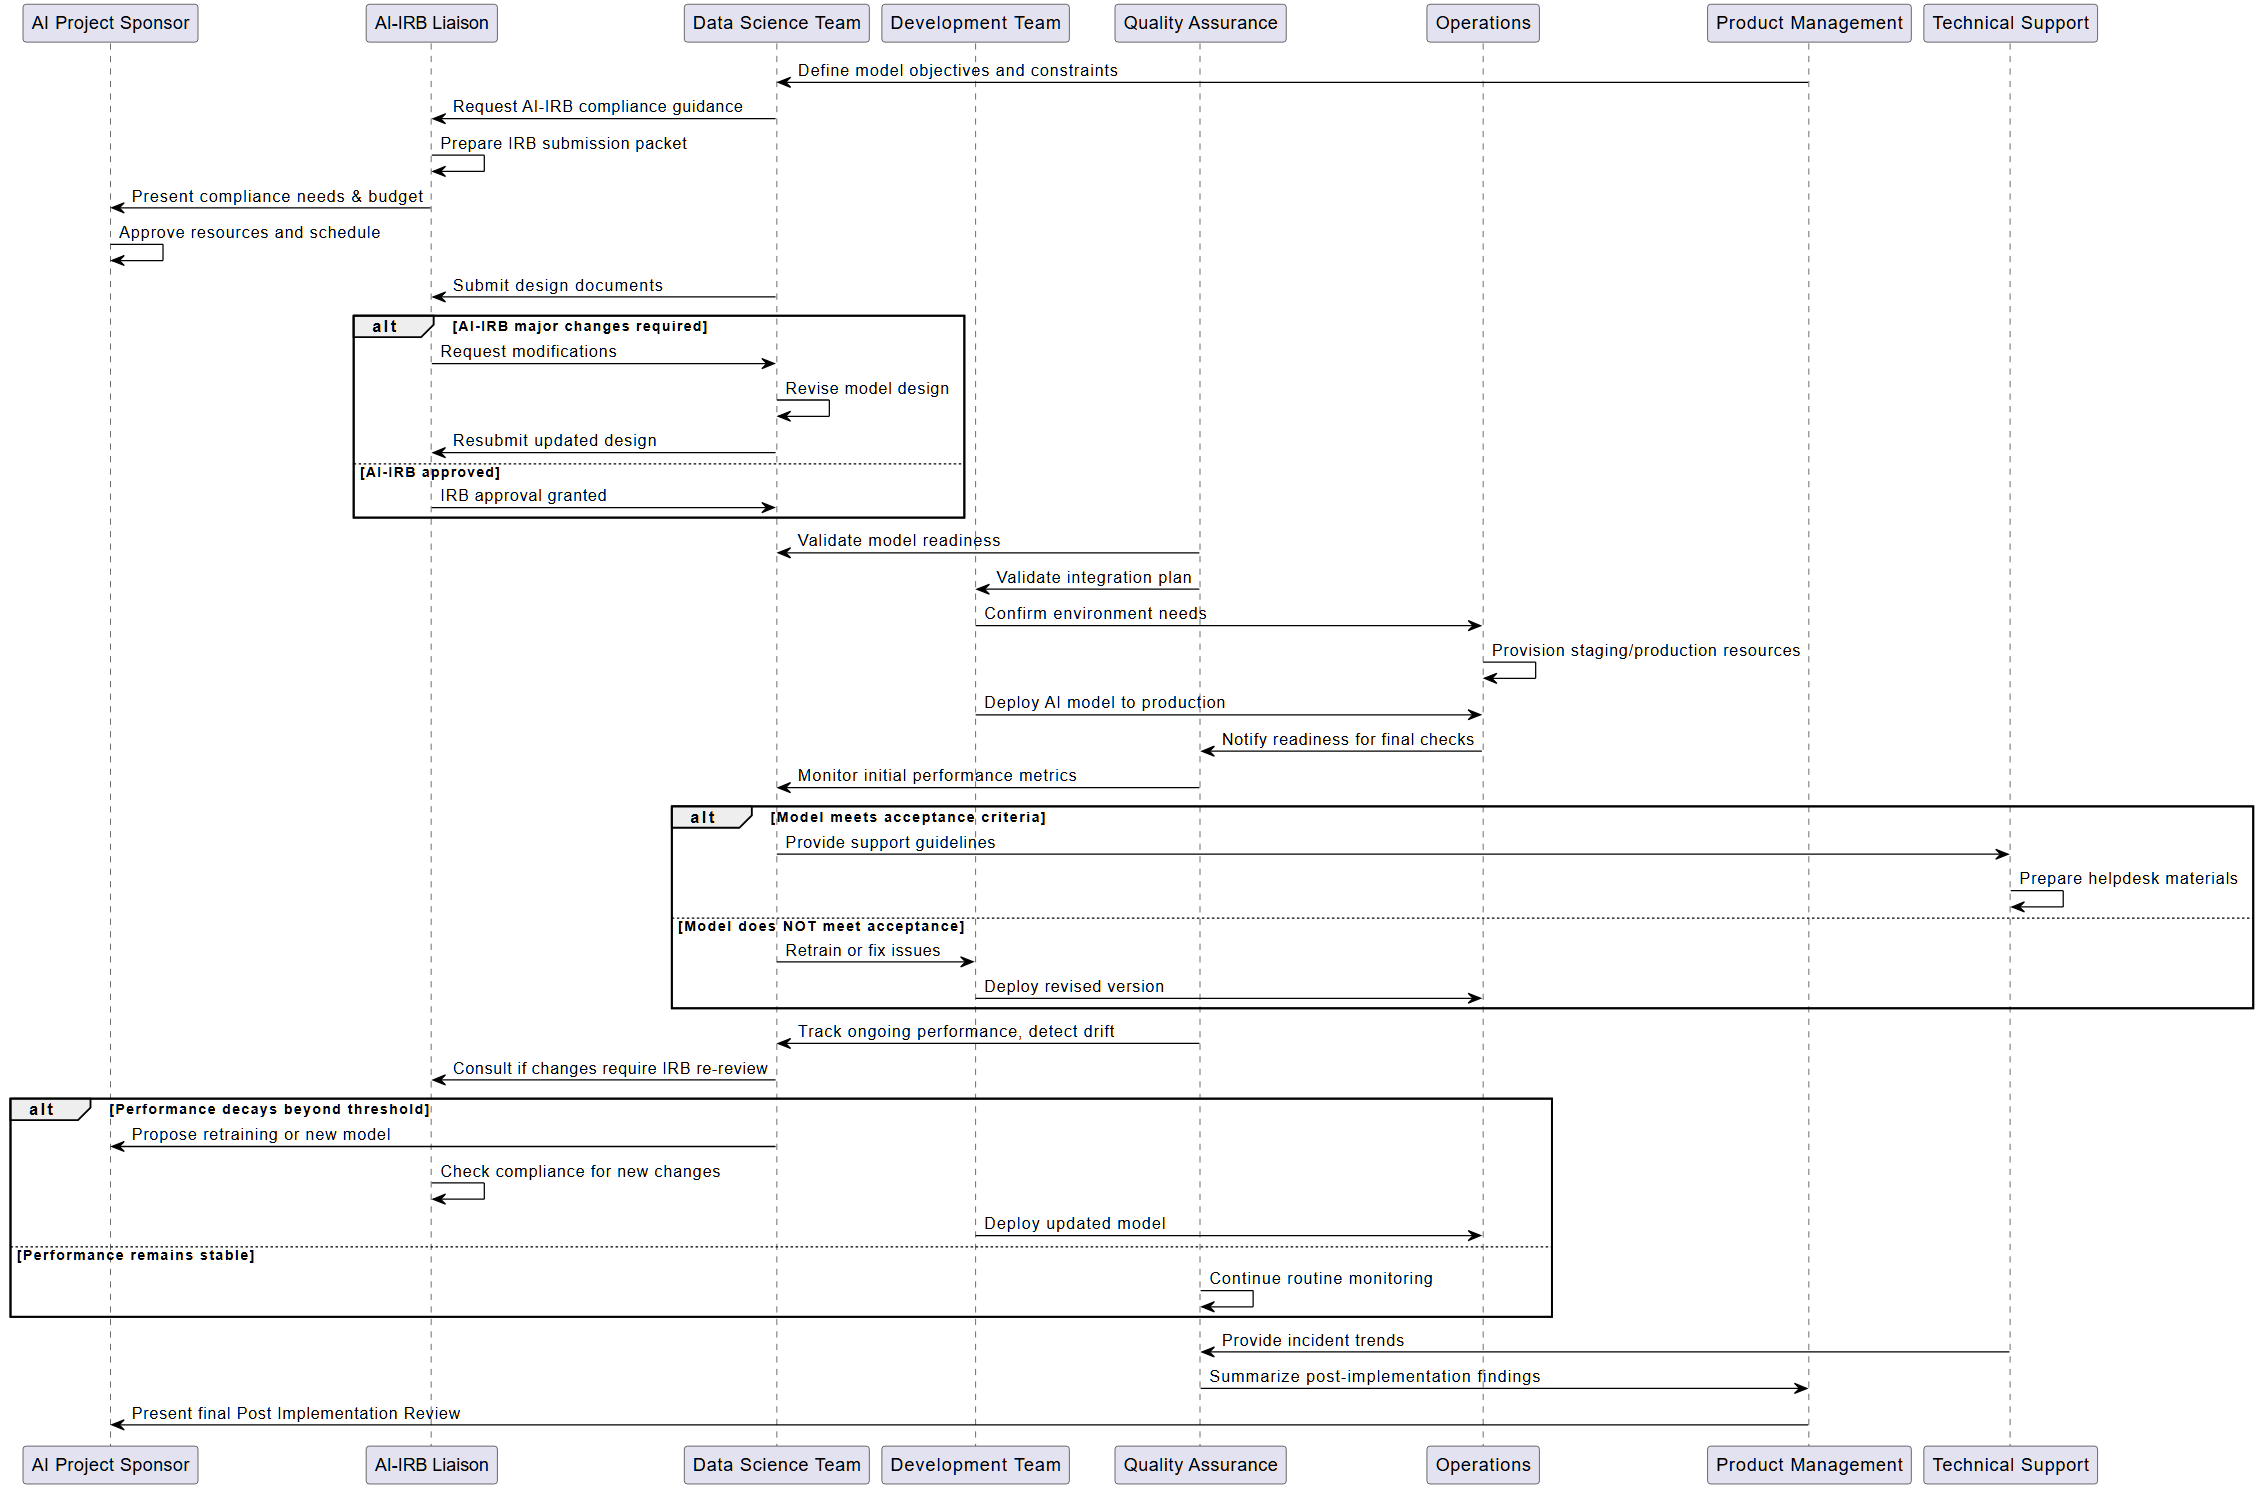 AI Project Sponsor
AI-IRB Liaison
Data Science Team
Development Team
Quality Assurance
Operations
Product Management
Technical Support
Define model objectives and constraints
Request AI-IRB compliance guidance
Prepare IRB submission packet
Present compliance needs & budget
Approve resources and schedule
Submit design documents
alt [AI-IRB major changes required]
Request modifications
Revise model design
Resubmit updated design
[AI-IRB approved]
IRB approval granted
Validate model readiness
Validate integration plan
Confirm environment needs
Provision staging/production resources
Deploy AI model to production
Notify readiness for final checks
Monitor initial performance metrics
alt [Model meets acceptance criteria]
Provide support guidelines
Prepare helpdesk materials
[Model does NOT meet acceptance]
Retrain or fix issues
Deploy revised version
Track ongoing performance, detect drift
Consult if changes require IRB re-review
alt [Performance decays beyond threshold]
Propose retraining or new model
Check compliance for new changes
Deploy updated model
[Performance remains stable]
Continue routine monitoring
Provide incident trends
Summarize post-implementation findings
Present final Post Implementation Review
AI Project Sponsor
AI-IRB Liaison
Data Science Team
Development Team
Quality Assurance
Operations
Product Management
Technical Support